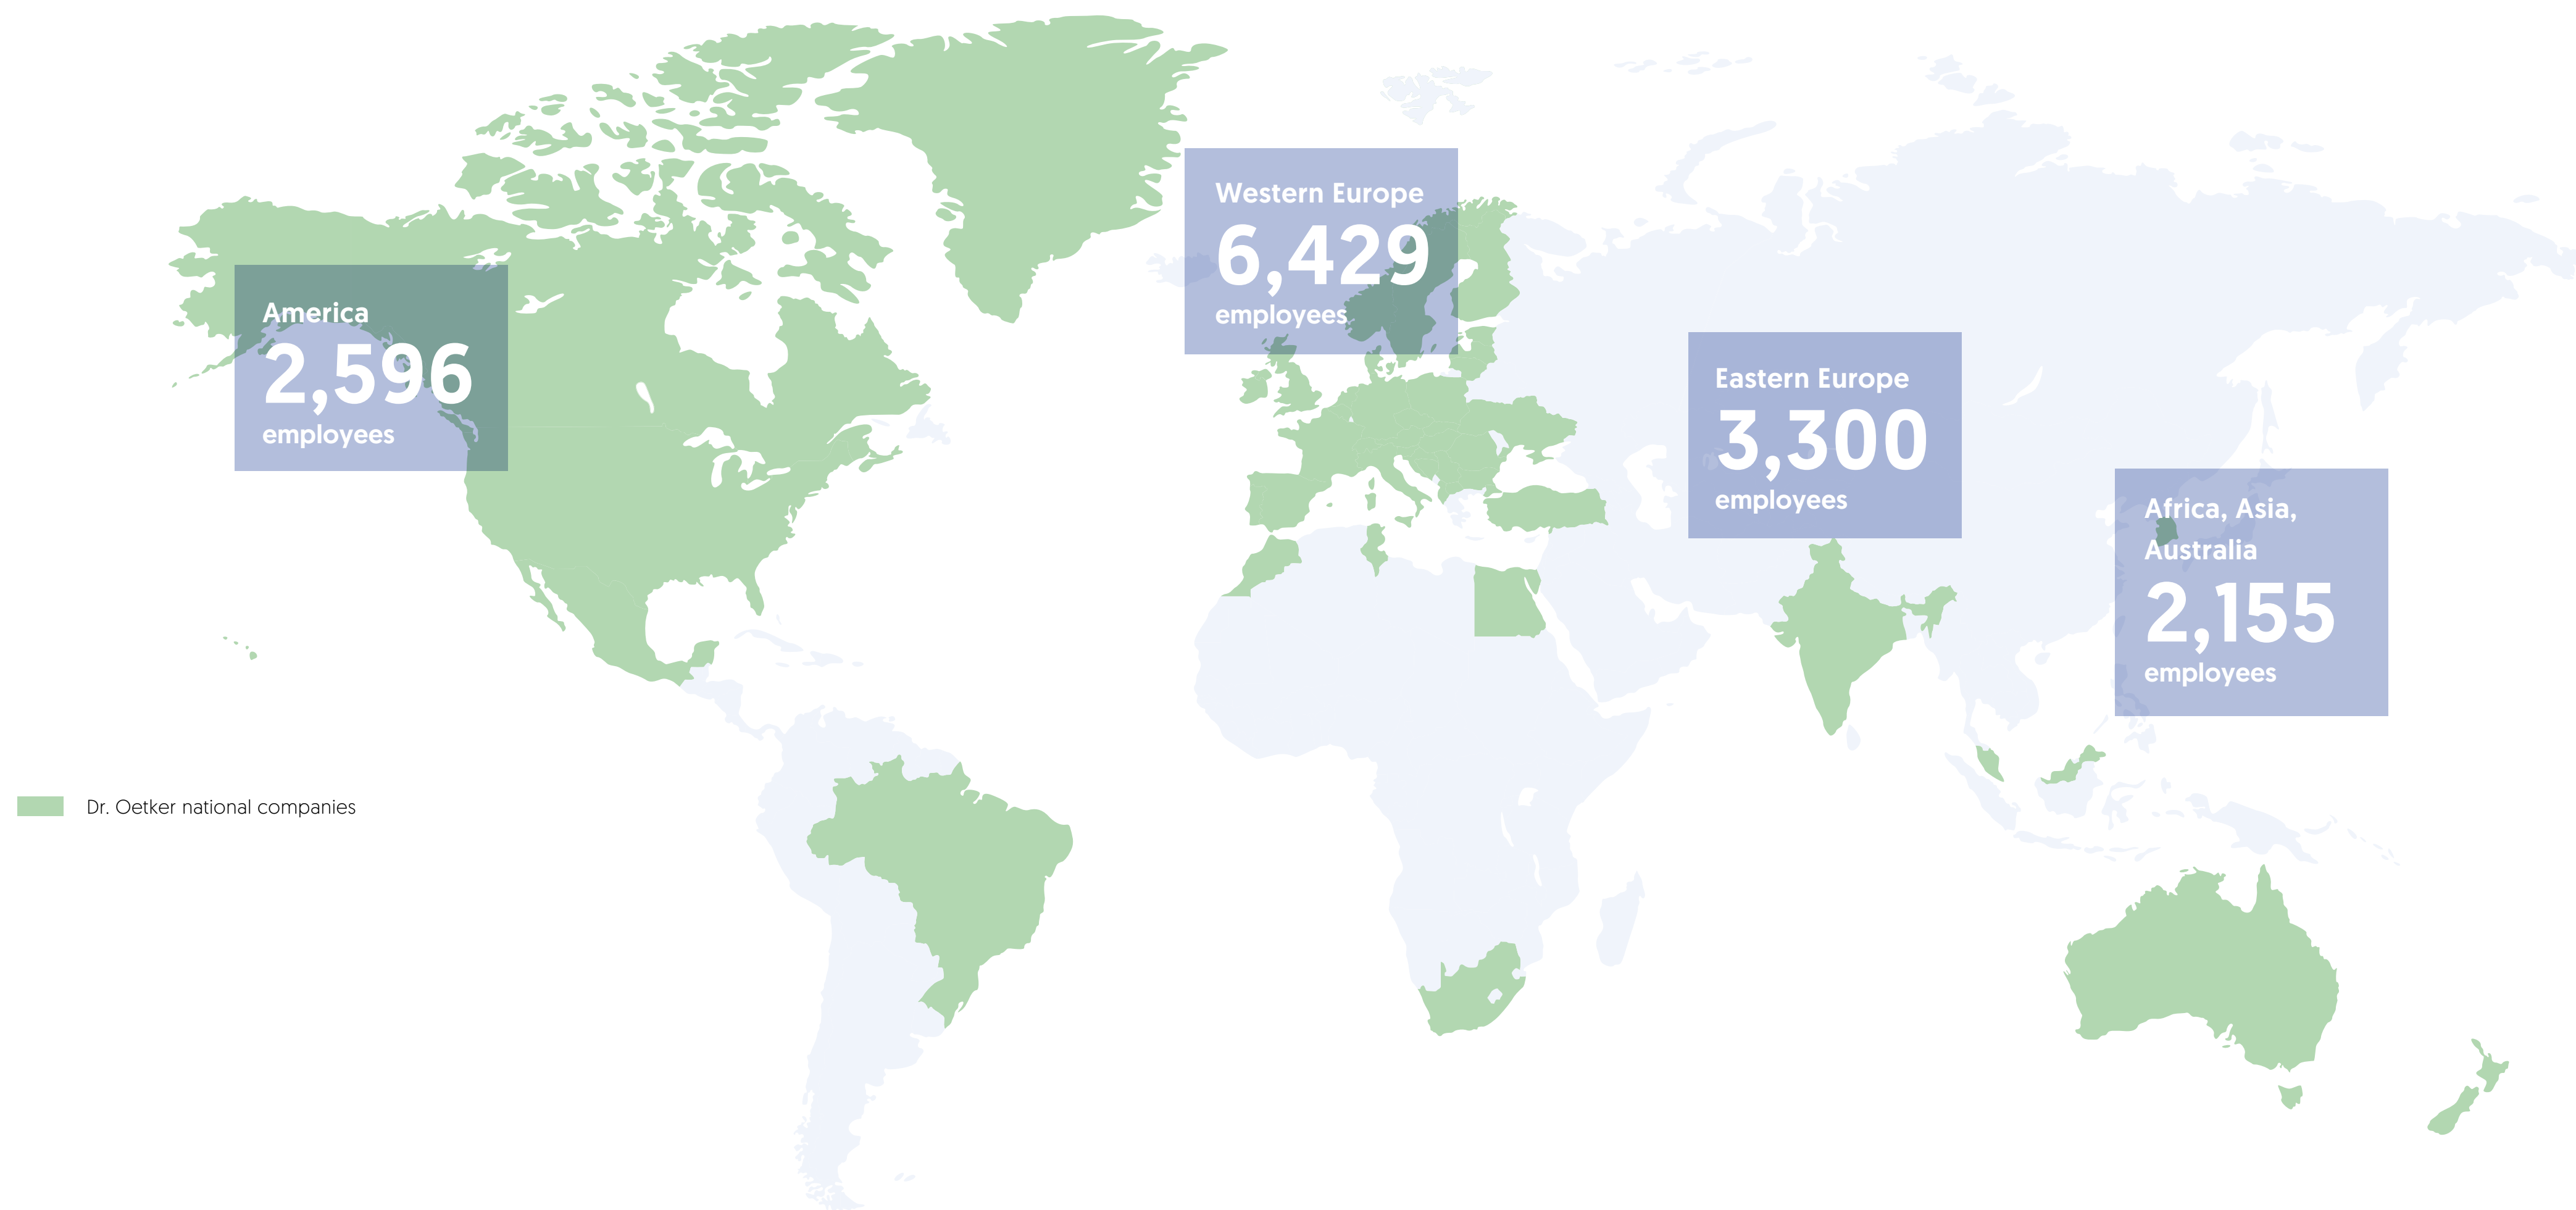 Western Europe
6,429
employees
America
2,596
employees
Eastern Europe
3,300
employees
Africa, Asia,
Australia
2,155
employees
Dr. Oetker national companies